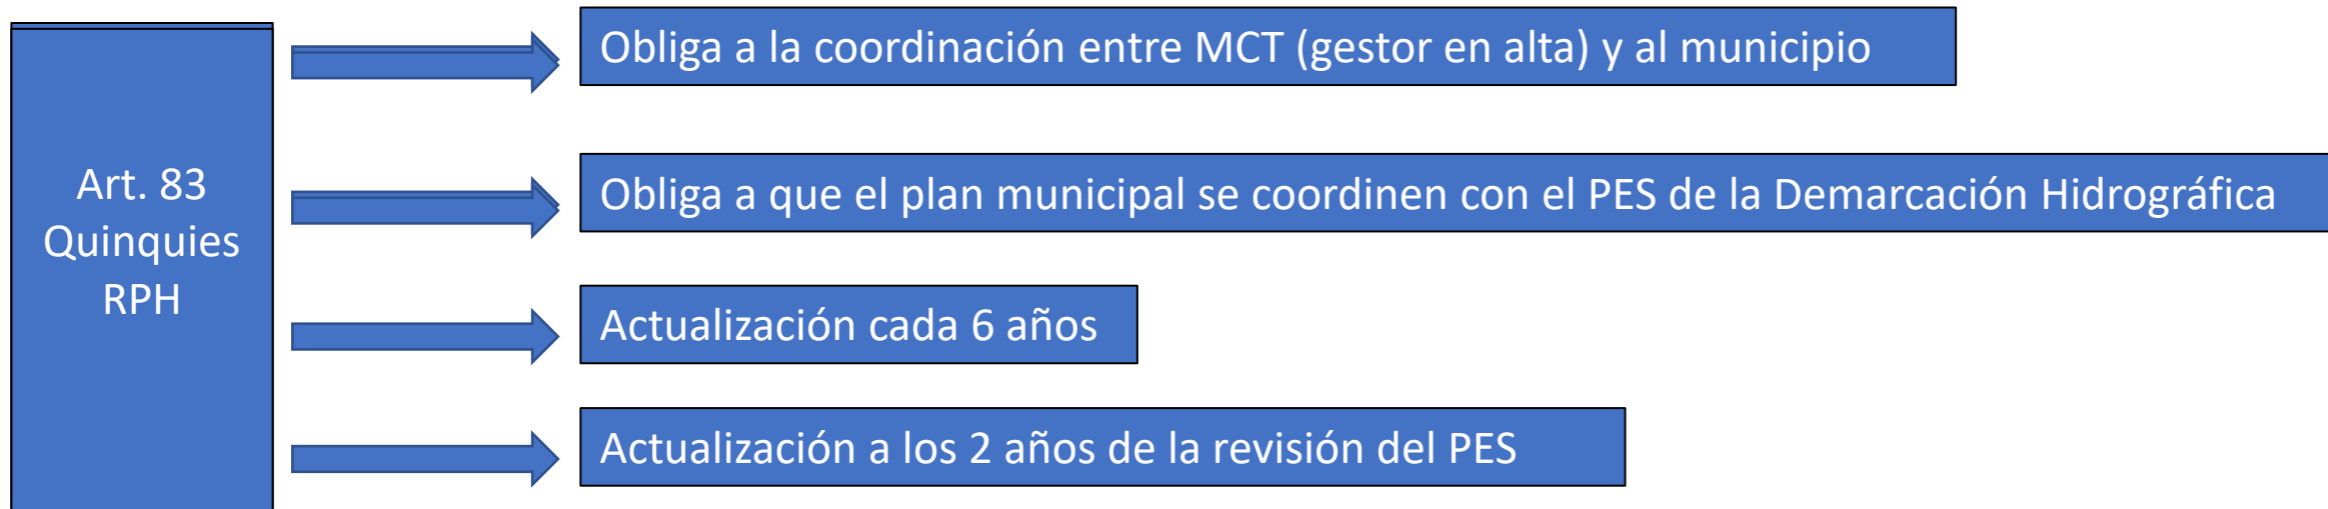 Art. 83
Quinquies
RPH
Obliga a la coordinación entre MCT (gestor en alta) y al municipio
Obliga a que el plan municipal se coordinen con el PES de la Demarcación Hidrográfica
Actualización cada 6 años
Actualización a los 2 años de la revisión del PES